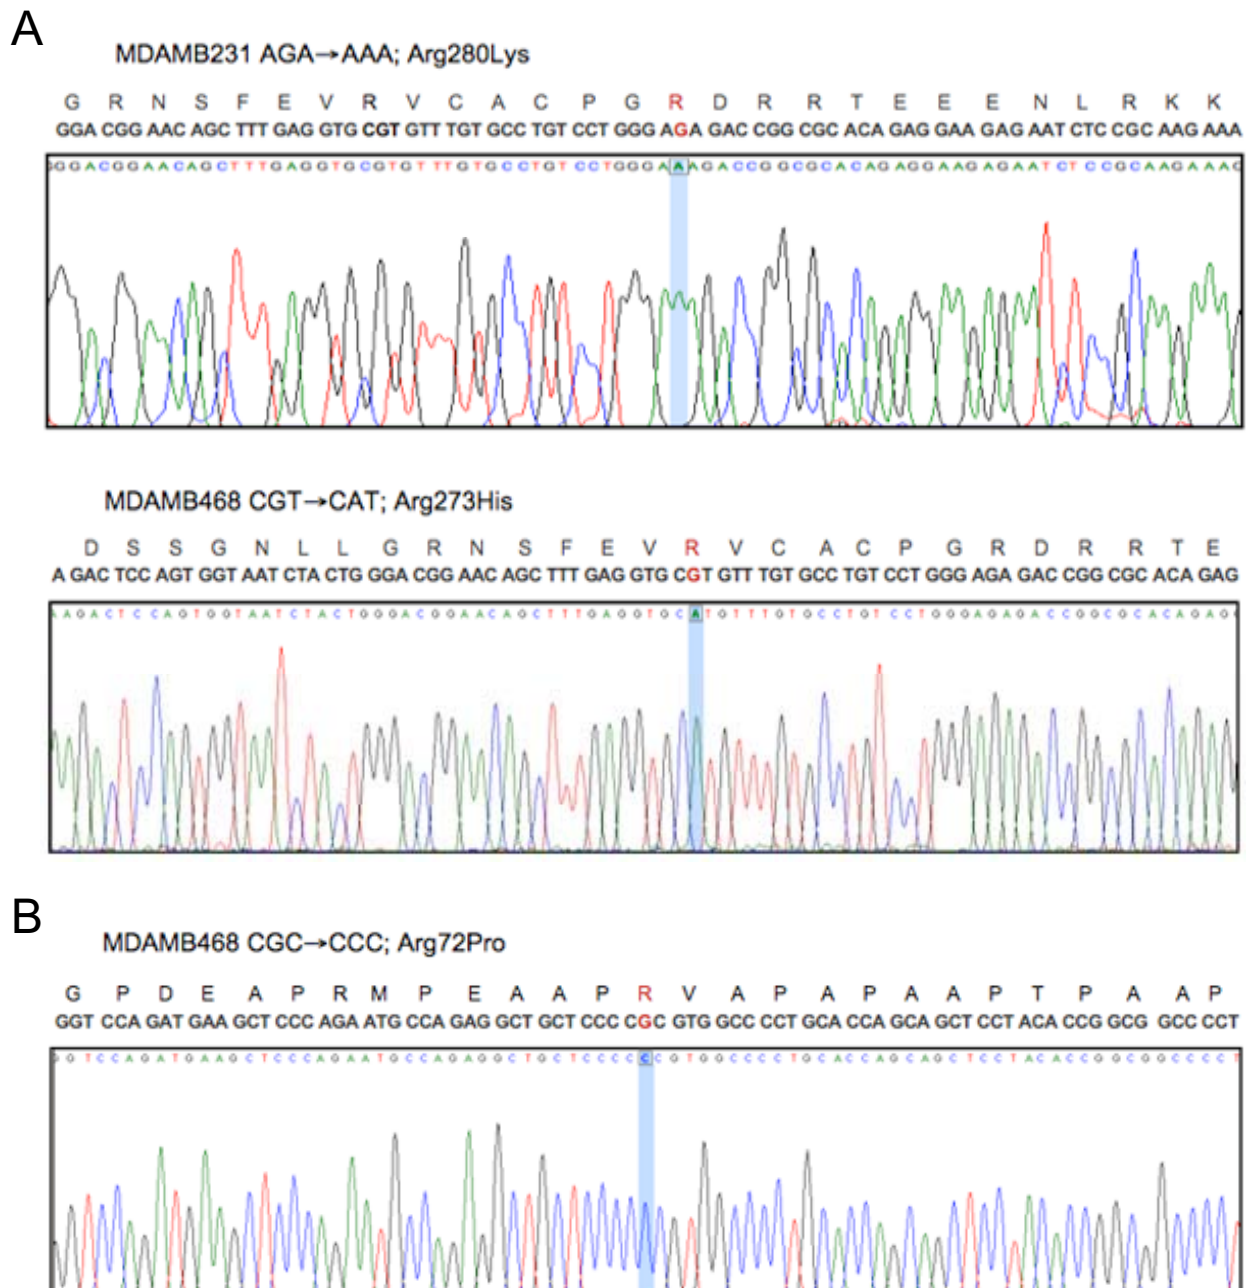 A
MDAMB231 AGA→AAA; Arg280Lys
G R N S F E V R V C A C P G R D R R T E E E N L R K K
GGA CGG AAC AGC TTT GAG GTG CGT GTT TGT GCC TGT CCT GGG AGA GAC CGG CGC ACA GAG GAA GAG AAT CTC CGC AAG AAA
GGGACGGAACAGCTTTGAGGTGCGTGTTTGTGCCTGTCCTGGGAAAGACCGGCGCACAGAGGAAGAGAATCTCCGCAAGAAAG
MDAMB468 CGT→CAT; Arg273His
D S S G N L L G R N S F E V R V C A C P G R D R R T E
A GAC TCC AGT GGT AAT CTA CTG GGA CGG AAC AGC TTT GAG GTG CGT GTT TGT GCC TGT CCT GGG AGA GAC CGG CGC ACA GAG
AAGACTCCAGTGGTAATCTACTGGGACGGAACAGCTTTGAGGTGCATGTTTGTGCCTGTCCTGGGAGAGACCGGCGCACAGAG
B
MDAMB468 CGC→CCC; Arg72Pro
G P D E A P R M P E A A P R V A P A P A A P T P A A P
GGT CCA GAT GAA GCT CCC AGA ATG CCA GAG GCT GCT CCC CGC GTG GCC CCT GCA CCA GCA GCT CCT ACA CCG GCG GCC CCT
GGTCCAGATGAAGCTCCCAGAATGCCAGAGGCTGCTCCCCCCGTGGCCCCTGCACCAGCAGCTCCTACACCGGCGGCCCCT